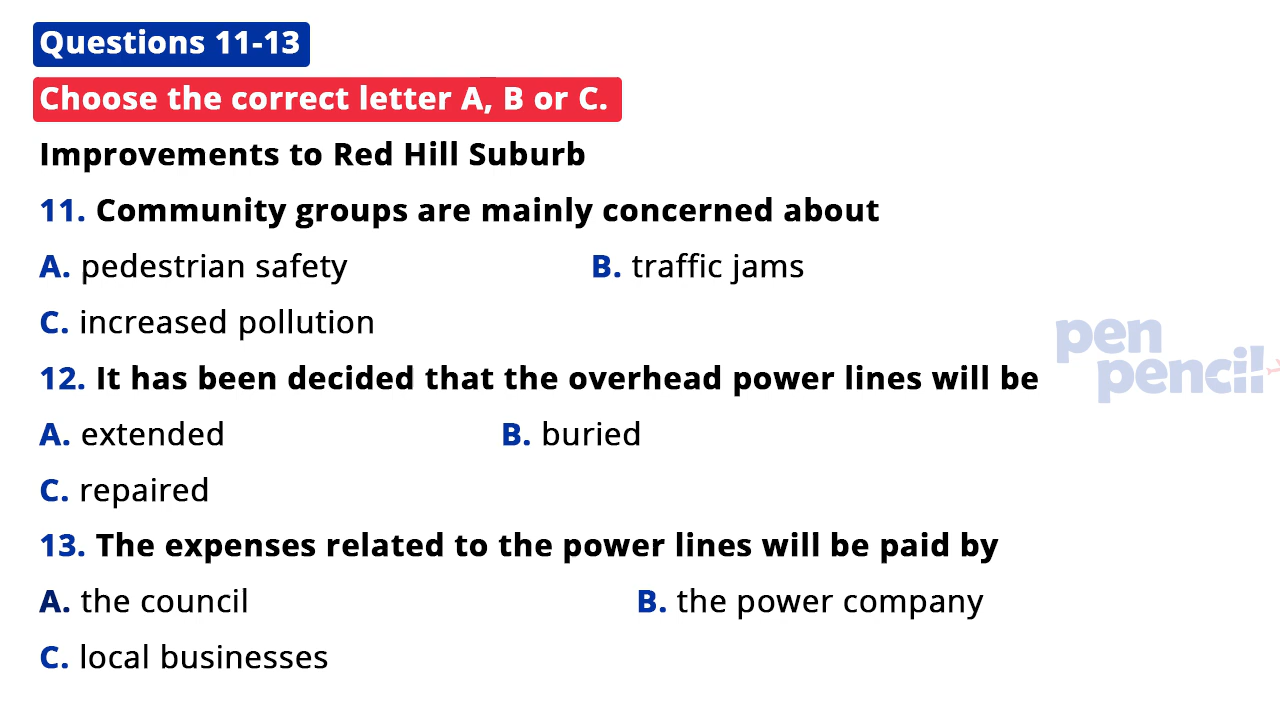 Questions 11-13
Choose the correct letter A, B or C.
Improvements to Red Hill Suburb
11. Community groups are mainly concerned about
A. pedestrian safety B. traffic jams
C. increased pollution
pen
pencil
12. It has been decided that the overhead power lines will be
A. extended B. buried
C. repaired
13. The expenses related to the power lines will be paid by
A. the council B. the power company
C. local businesses